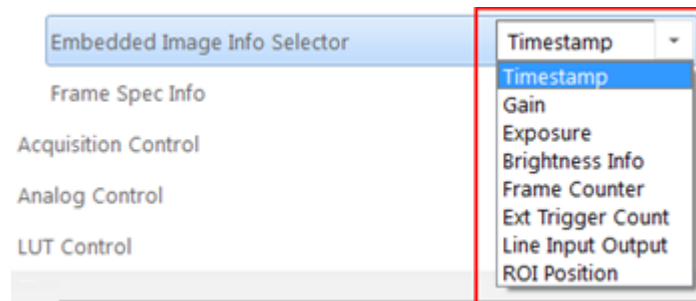 Embedded Image Info Selector
Timestamp
Timestamp
Frame Spec Info
Gain
Exposure
Acquisition Control
Brightness Info
Analog Control
Frame Counter
Ext Trigger Count
LUT Control
Line Input Output
ROI Position